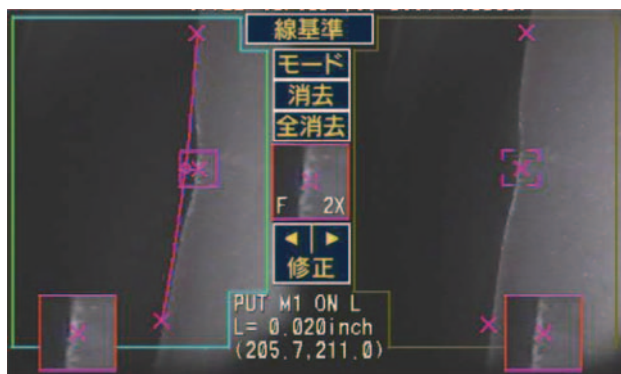 線基準
モード
消去
全消去
F 2X
◀ ▶
修正
PUT M1 ON L
L= 0.020inch
(205.7,211.0)